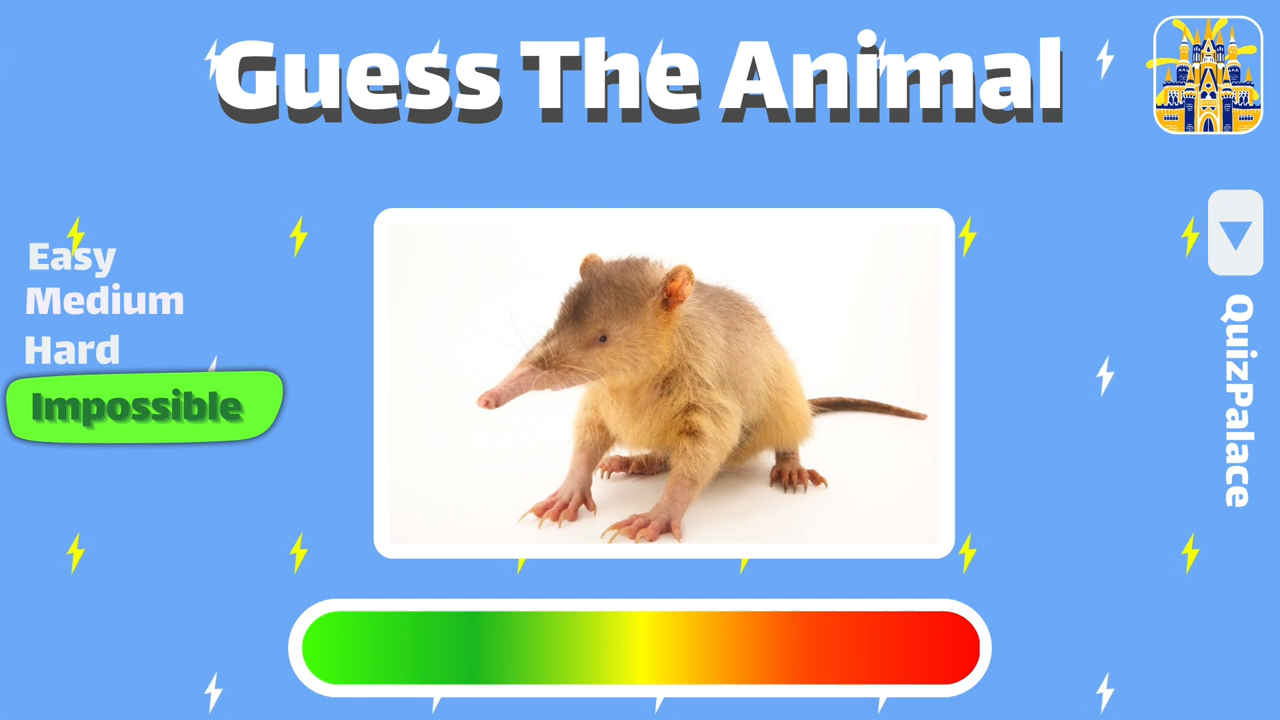 Guess The Animal
Easy
Medium
Hard
Impossible
QuizPalace